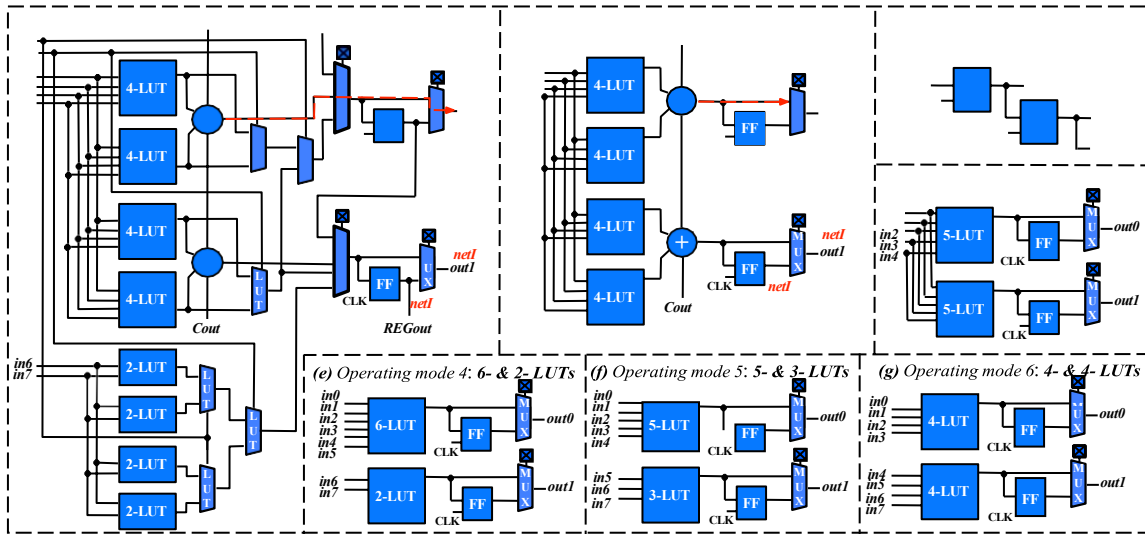 4-LUT
4-LUT
4-LUT
4-LUT
LUT
Cout
CLK
FF
MUX
netI
out1
netI
REGout
in6
in7
2-LUT
2-LUT
2-LUT
2-LUT
LUT
LUT
LUT
4-LUT
4-LUT
4-LUT
4-LUT
+
Cout
FF
CLK
FF
MUX
netI
out1
netI
in2
in3
in4
5-LUT
CLK
FF
MUX
out0
5-LUT
CLK
FF
MUX
out1
(e) Operating mode 4: 6- & 2- LUTs
in0
in1
in2
in3
in4
in5
6-LUT
CLK
FF
MUX
out0
in6
in7
2-LUT
CLK
FF
MUX
out1
(f) Operating mode 5: 5- & 3- LUTs
in0
in1
in2
in3
in4
5-LUT
CLK
FF
MUX
out0
in5
in6
in7
3-LUT
CLK
FF
MUX
out1
(g) Operating mode 6: 4- & 4- LUTs
in0
in1
in2
in3
4-LUT
CLK
FF
MUX
out0
in4
in5
in6
in7
4-LUT
CLK
FF
MUX
out1